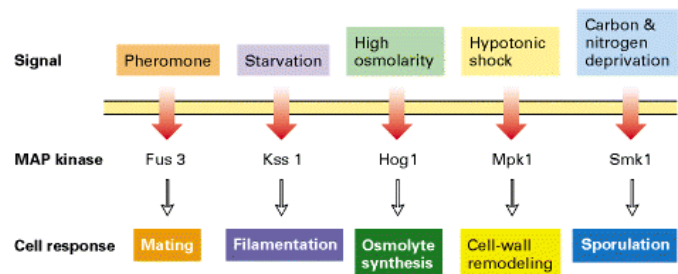 Signal
Pheromone
Starvation
High
osmolarity
Hypotonic
shock
Carbon &
nitrogen
deprivation
MAP kinase
Fus 3
Kss 1
Hog1
Mpk1
Smk1
Cell response
Mating
Filamentation
Osmolyte
synthesis
Cell-wall
remodeling
Sporulation